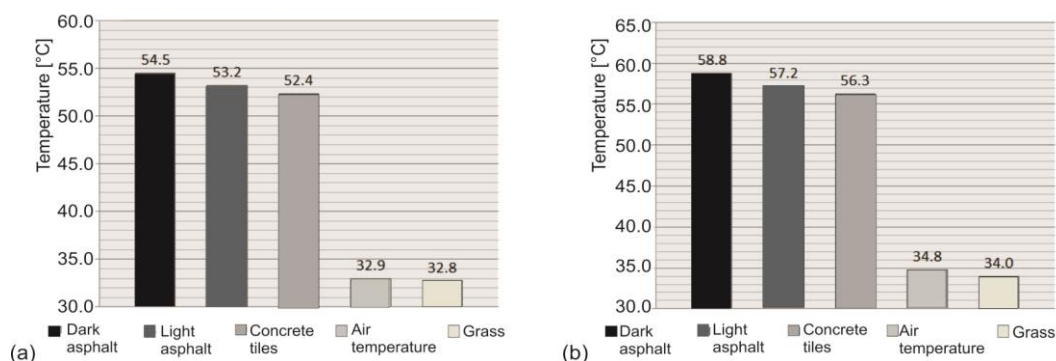 60.0
55.0
50.0
45.0
40.0
35.0
30.0
Temperature [°C]
54.5
53.2
52.4
32.9
32.8
Dark asphalt
Light asphalt
Concrete tiles
Air temperature
Grass
(a)
65.0
60.0
55.0
50.0
45.0
40.0
35.0
30.0
Temperature [°C]
58.8
57.2
56.3
34.8
34.0
Dark asphalt
Light asphalt
Concrete tiles
Air temperature
Grass
(b)